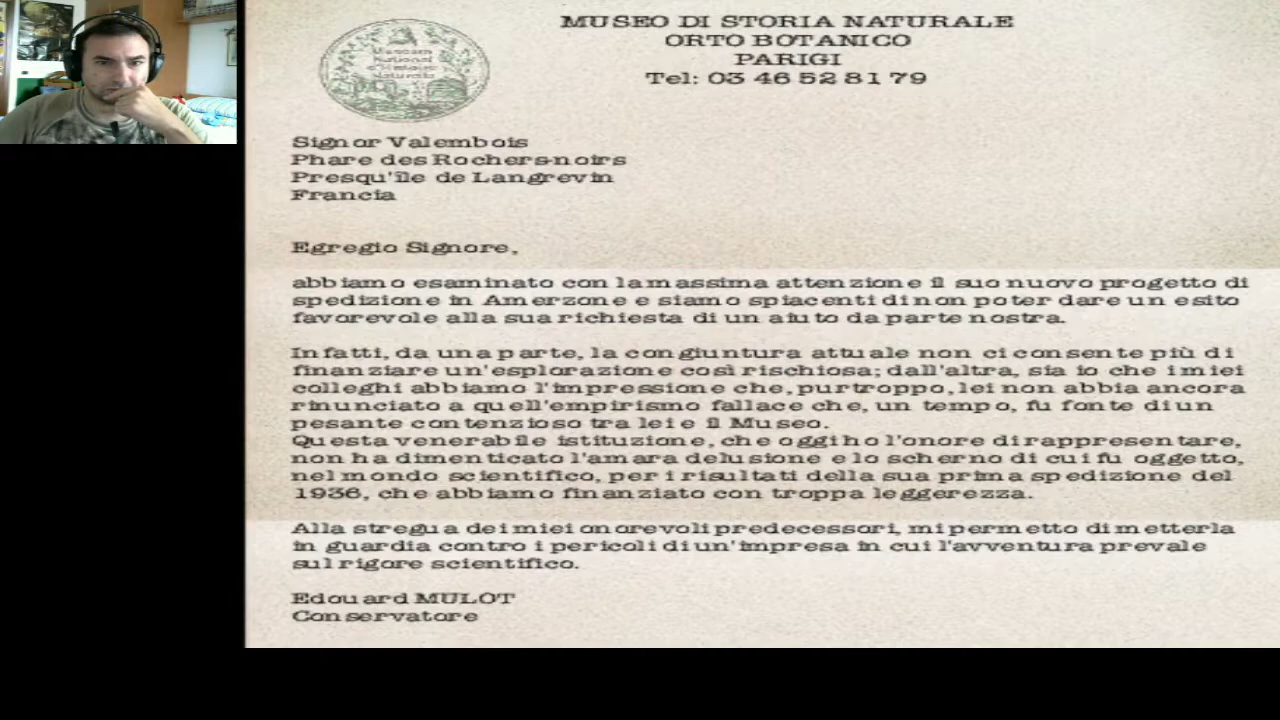 MUSEO DI STORIA NATURALE
ORTO BOTANICO
PARIGI
Tel: 03 46 52 81 79
Museum
National
d'Histoire
Naturelle
Signor Valembois
Phare des Rochers-noirs
Presqu'île de Langrevin
Francia
Egregio Signore,
abbiamo esaminato con la massima attenzione il suo nuovo progetto di
spedizione in Amerzone e siamo spiacenti di non poter dare un esito
favorevole alla sua richiesta di un aiuto da parte nostra.
Infatti, da una parte, la congiuntura attuale non ci consente più di
finanziare un'esplorazione così rischiosa; dall'altra, sia io che i miei
colleghi abbiamo l'impressione che, purtroppo, lei non abbia ancora
rinunciato a quell'empirismo fallace che, un tempo, fu fonte di un
pesante contenzioso tra lei e il Museo.
Questa venerabile istituzione, che oggi ho l'onore di rappresentare,
non ha dimenticato l'amara delusione e lo scherno di cui fu oggetto,
nel mondo scientifico, per i risultati della sua prima spedizione del
1936, che abbiamo finanziato con troppa leggerezza.
Alla stregua dei miei onorevoli predecessori, mi permetto di metterla
in guardia contro i pericoli di un'impresa in cui l'avventura prevale
sul rigore scientifico.
Edouard MULOT
Conservatore